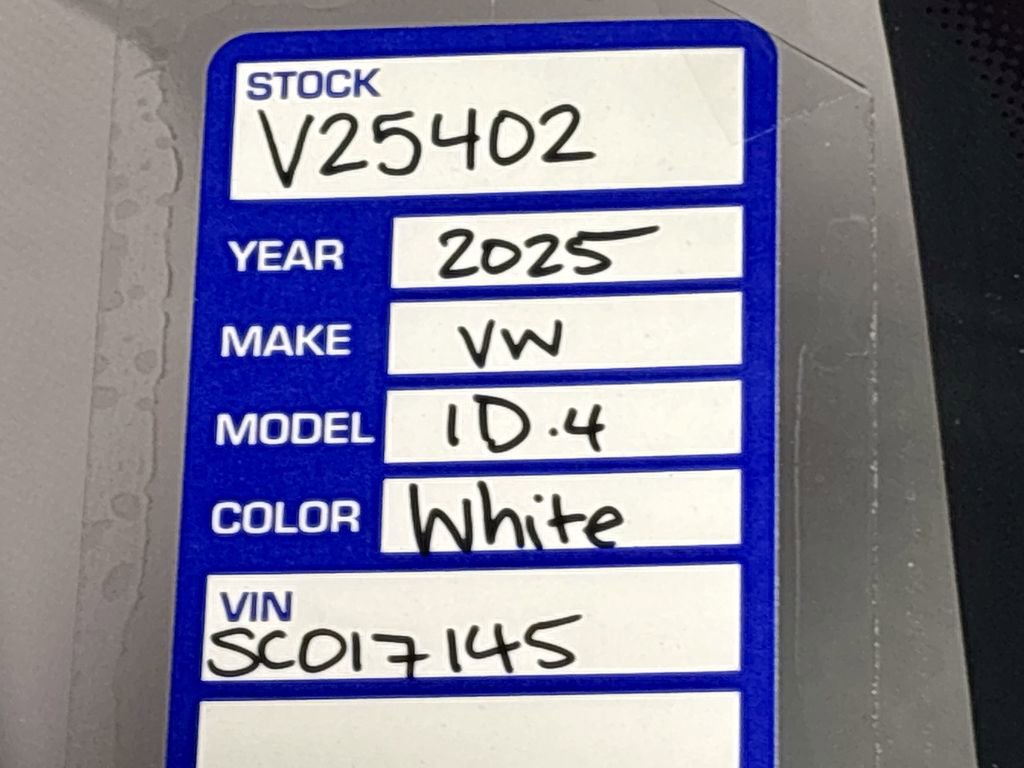 STOCK
V25402
YEAR 2025
MAKE VW
MODEL ID.4
COLOR White
VIN
SC017145